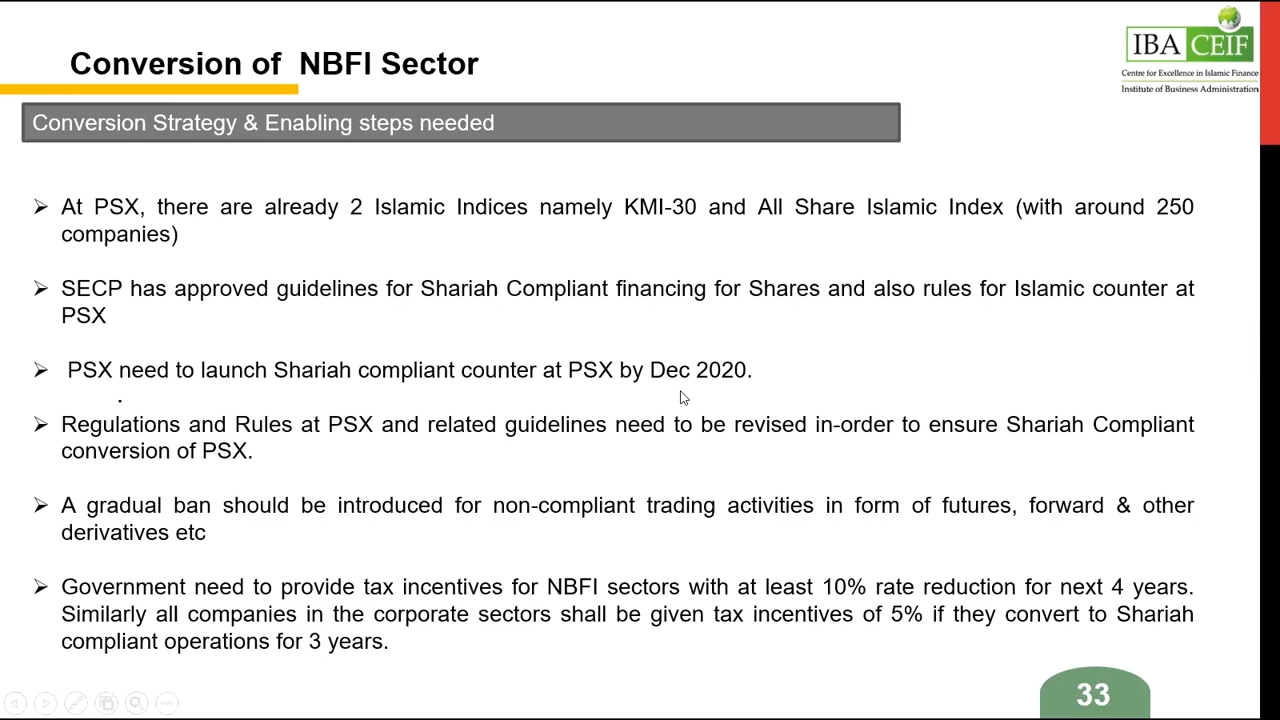 Conversion of NBFI Sector
IBA CEIF
Centre for Excellence in Islamic Finance
Institute of Business Administration
Conversion Strategy & Enabling steps needed
➢ At PSX, there are already 2 Islamic Indices namely KMI-30 and All Share Islamic Index (with around 250
companies)
➢ SECP has approved guidelines for Shariah Compliant financing for Shares and also rules for Islamic counter at
PSX
➢ PSX need to launch Shariah compliant counter at PSX by Dec 2020.
.
➢ Regulations and Rules at PSX and related guidelines need to be revised in-order to ensure Shariah Compliant
conversion of PSX.
➢ A gradual ban should be introduced for non-compliant trading activities in form of futures, forward & other
derivatives etc
➢ Government need to provide tax incentives for NBFI sectors with at least 10% rate reduction for next 4 years.
Similarly all companies in the corporate sectors shall be given tax incentives of 5% if they convert to Shariah
compliant operations for 3 years.
33